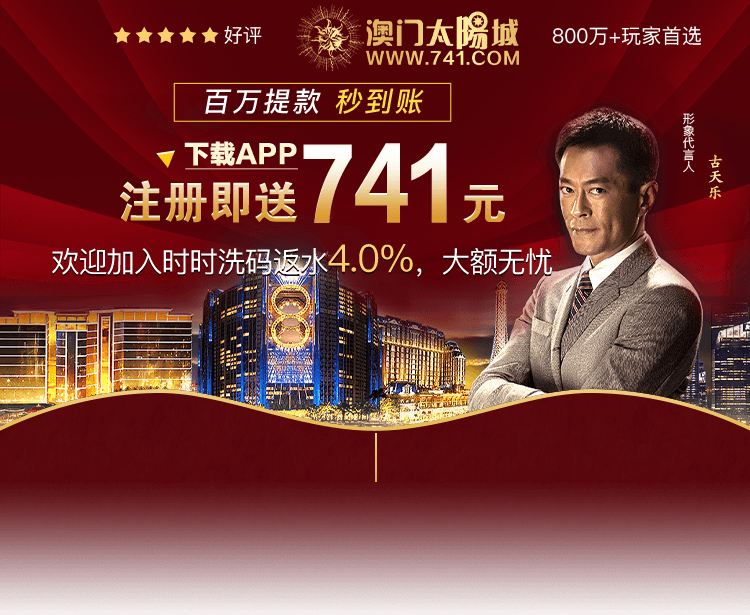 ★★★★★好评
澳门太陽城
WWW.741.COM
800万+玩家首选
百万提款 秒到账
形象代言人
古天乐
下载APP
注册即送741元
欢迎加入时时洗码返水4.0%，大额无忧